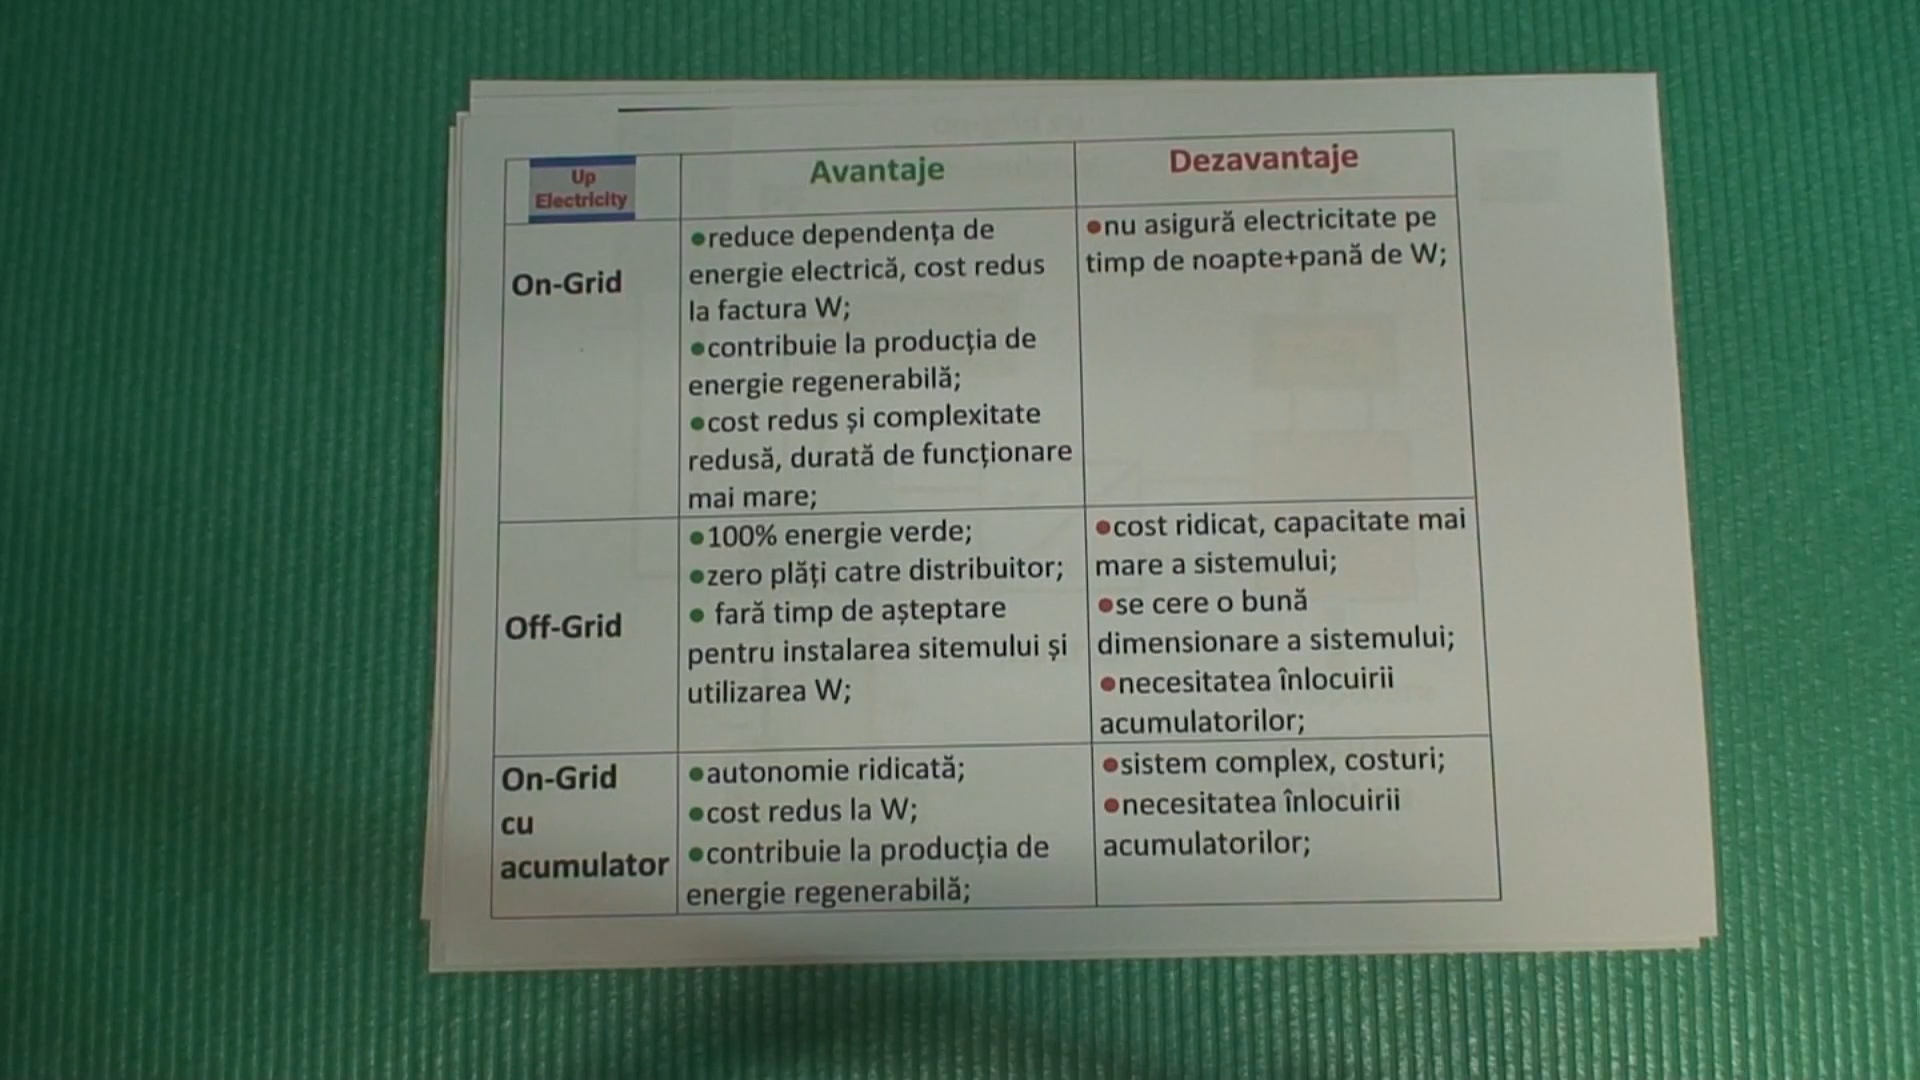 Up
Electricity
Avantaje
Dezavantaje
On-Grid
●reduce dependența de
energie electrică, cost redus
la factura W;
●contribuie la producția de
energie regenerabilă;
●cost redus și complexitate
redusă, durată de funcționare
mai mare;
●nu asigură electricitate pe
timp de noapte+pană de W;
Off-Grid
●100% energie verde;
●zero plăți catre distribuitor;
● fară timp de așteptare
pentru instalarea sitemului și
utilizarea W;
●cost ridicat, capacitate mai
mare a sistemului;
●se cere o bună
dimensionare a sistemului;
●necesitatea înlocuirii
acumulatorilor;
On-Grid
cu
acumulator
●autonomie ridicată;
●cost redus la W;
●contribuie la producția de
energie regenerabilă;
●sistem complex, costuri;
●necesitatea înlocuirii
acumulatorilor;